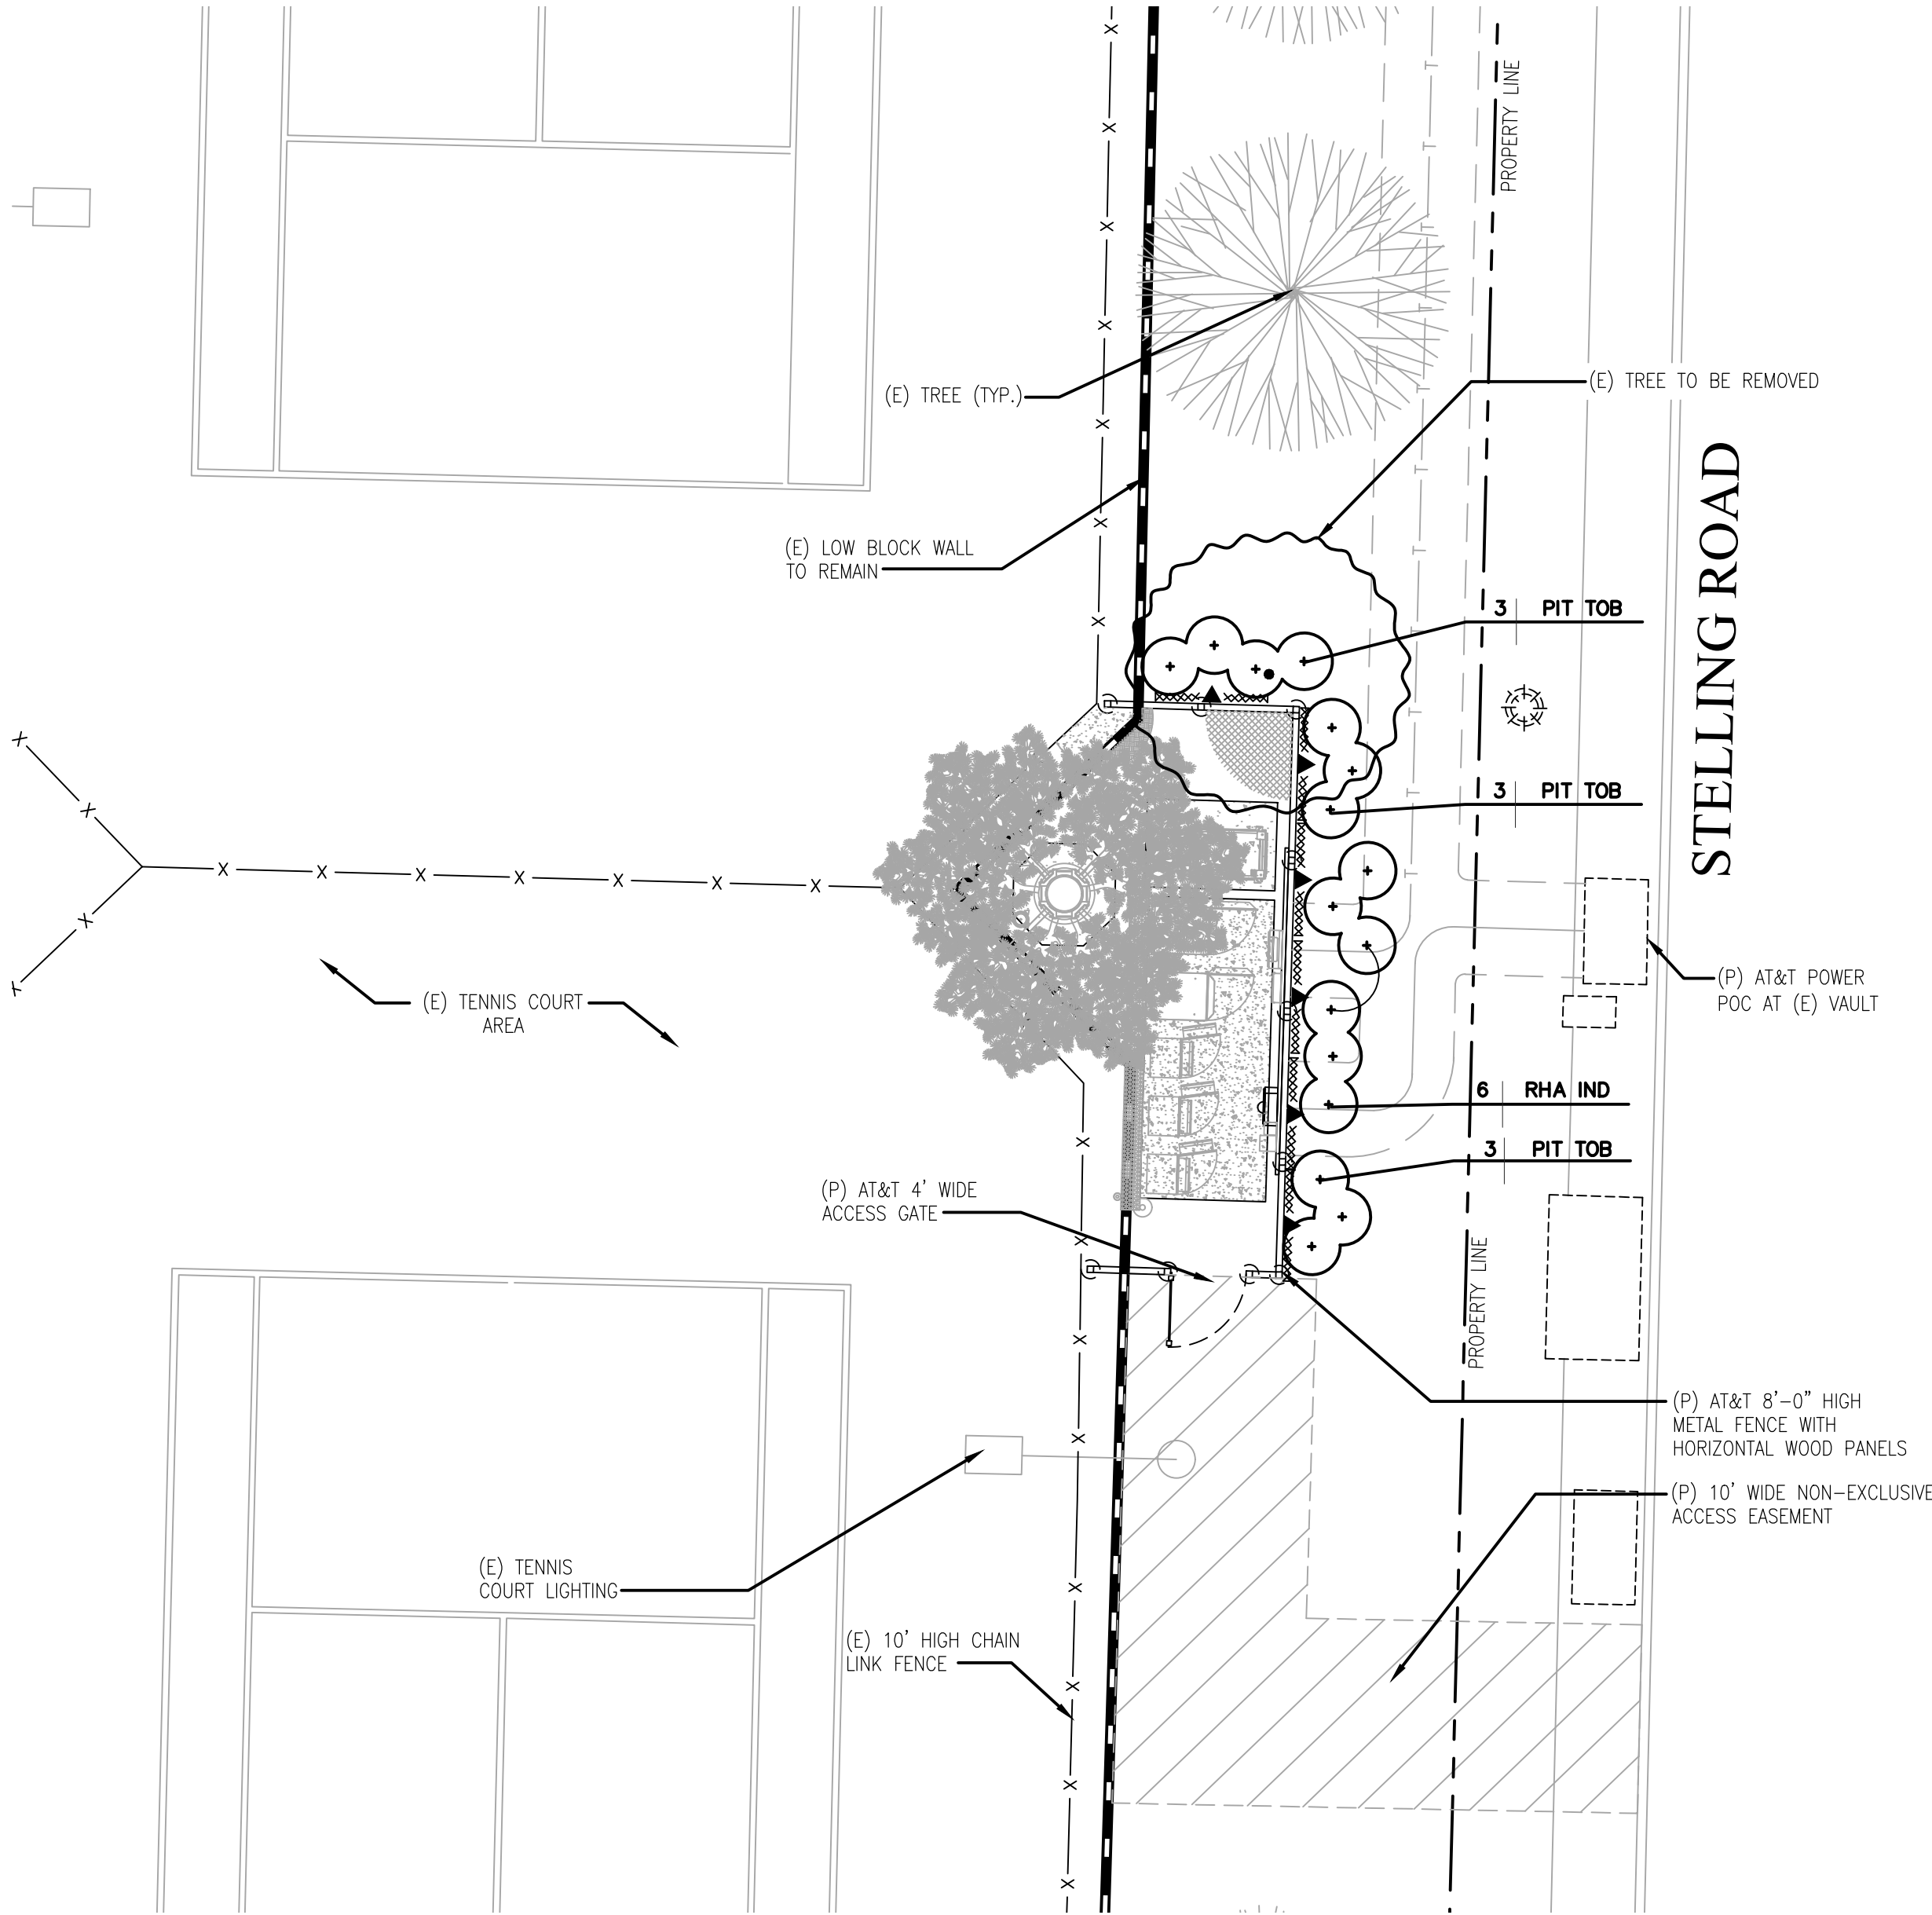 PROPERTY LINE
(E) TREE (TYP.)
(E) TREE TO BE REMOVED
STELLING ROAD
(E) LOW BLOCK WALL
TO REMAIN
3 PIT TOB
3 PIT TOB
(E) TENNIS COURT
AREA
(P) AT&T POWER
POC AT (E) VAULT
6 RHA IND
3 PIT TOB
(P) AT&T 4' WIDE
ACCESS GATE
PROPERTY LINE
(P) AT&T 8'-0" HIGH
METAL FENCE WITH
HORIZONTAL WOOD PANELS
(P) 10' WIDE NON-EXCLUSIVE
ACCESS EASEMENT
(E) TENNIS
COURT LIGHTING
(E) 10' HIGH CHAIN
LINK FENCE